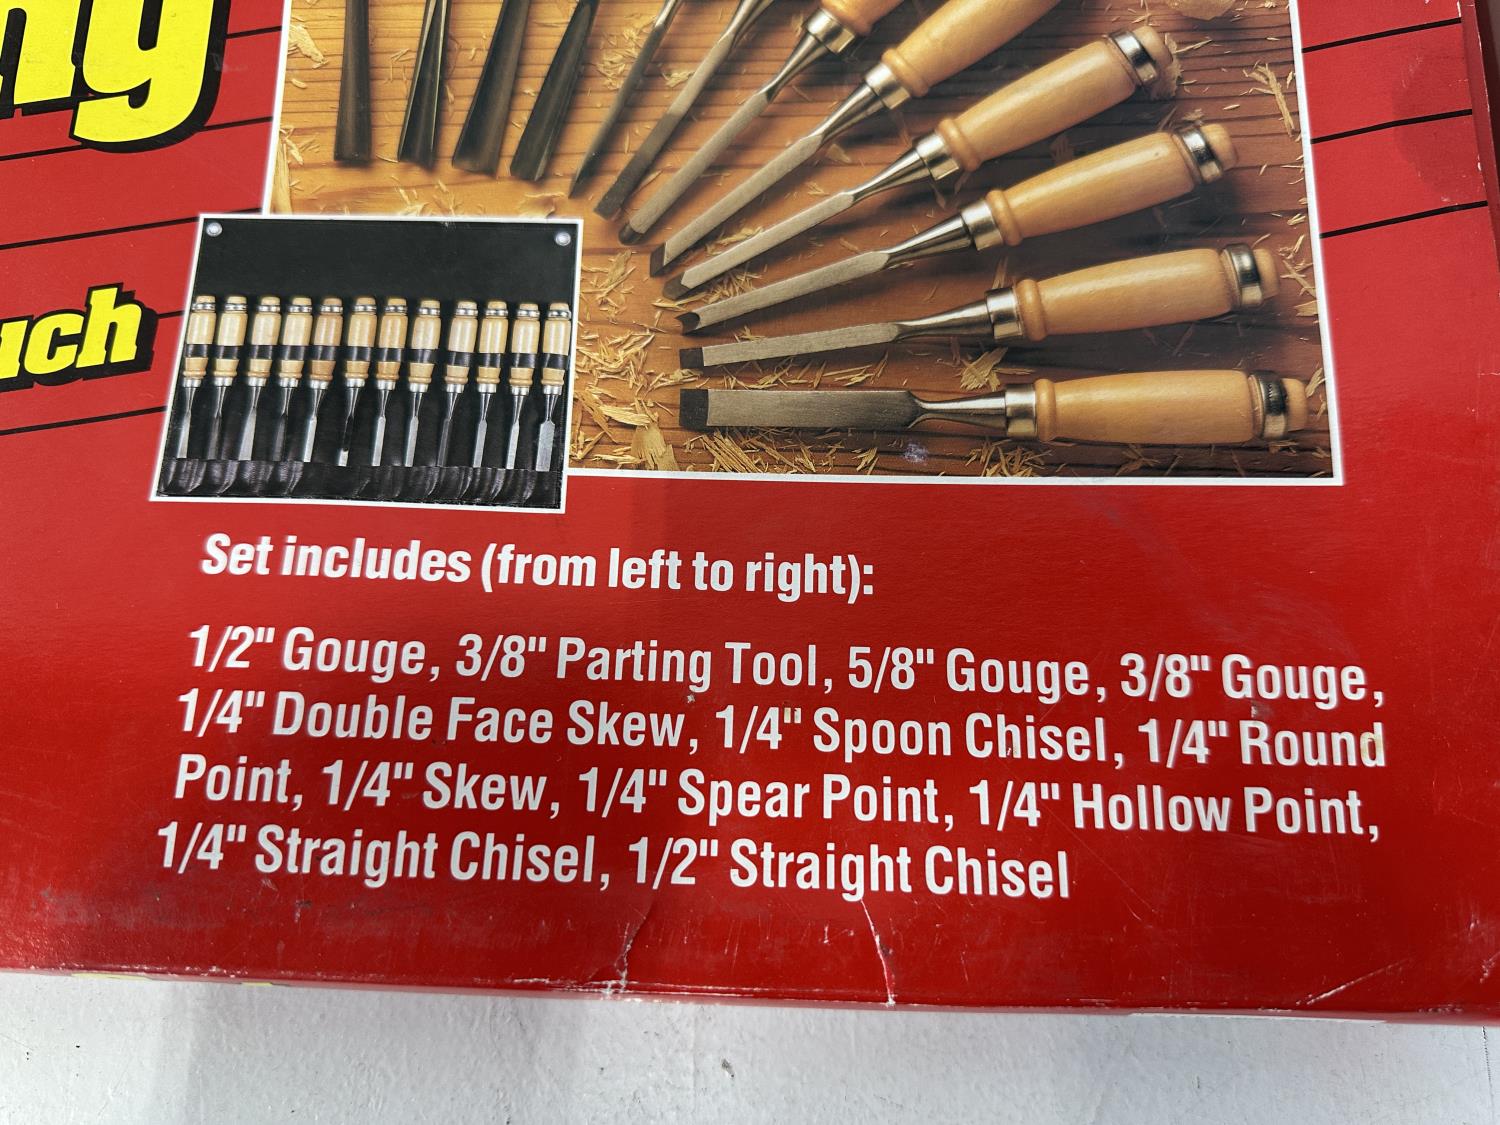 Set includes (from left to right):
1/2" Gouge, 3/8" Parting Tool, 5/8" Gouge, 3/8" Gouge,
1/4" Double Face Skew, 1/4" Spoon Chisel, 1/4" Round
Point, 1/4" Skew, 1/4" Spear Point, 1/4" Hollow Point,
1/4" Straight Chisel, 1/2" Straight Chisel